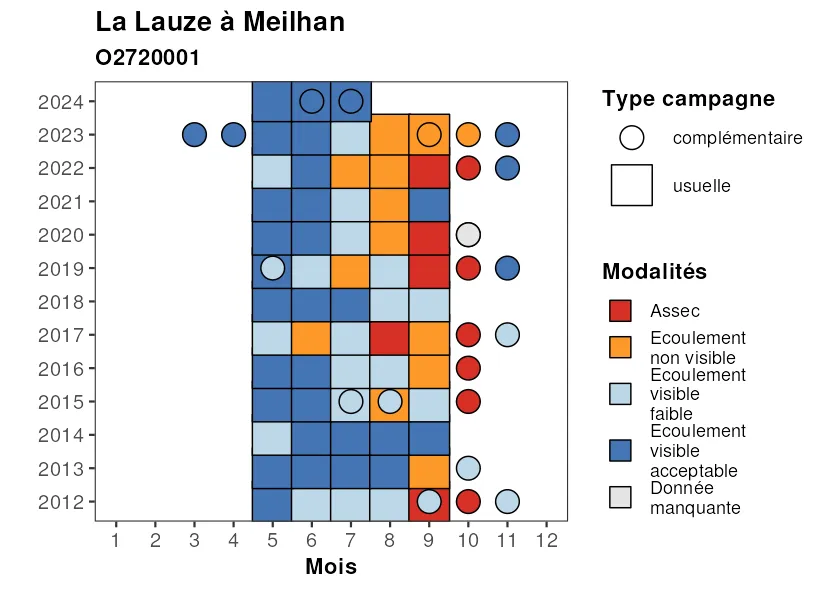 La Lauze à Meilhan
O2720001
2024
2023
2022
2021
2020
2019
2018
2017
2016
2015
2014
2013
2012
1 2 3 4 5 6 7 8 9 10 11 12
Mois
Type campagne
complémentaire
usuelle
Modalités
Assec
Ecoulement
non visible
Ecoulement
visible
faible
Ecoulement
visible
acceptable
Donnée
manquante